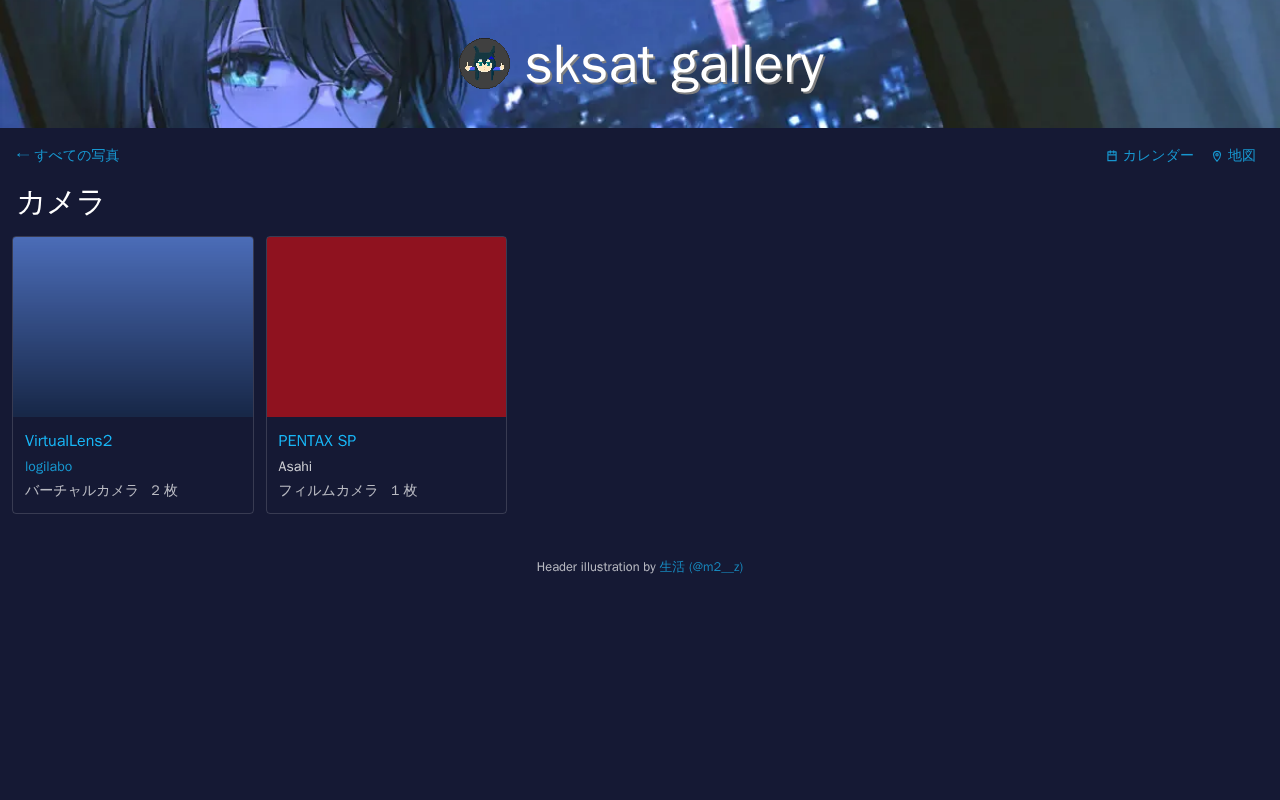 sksat gallery
← すべての写真
カレンダー 地図
カメラ
VirtualLens2
logilabo
バーチャルカメラ 2 枚
PENTAX SP
Asahi
フィルムカメラ 1 枚
Header illustration by 生活 (@m2__z)